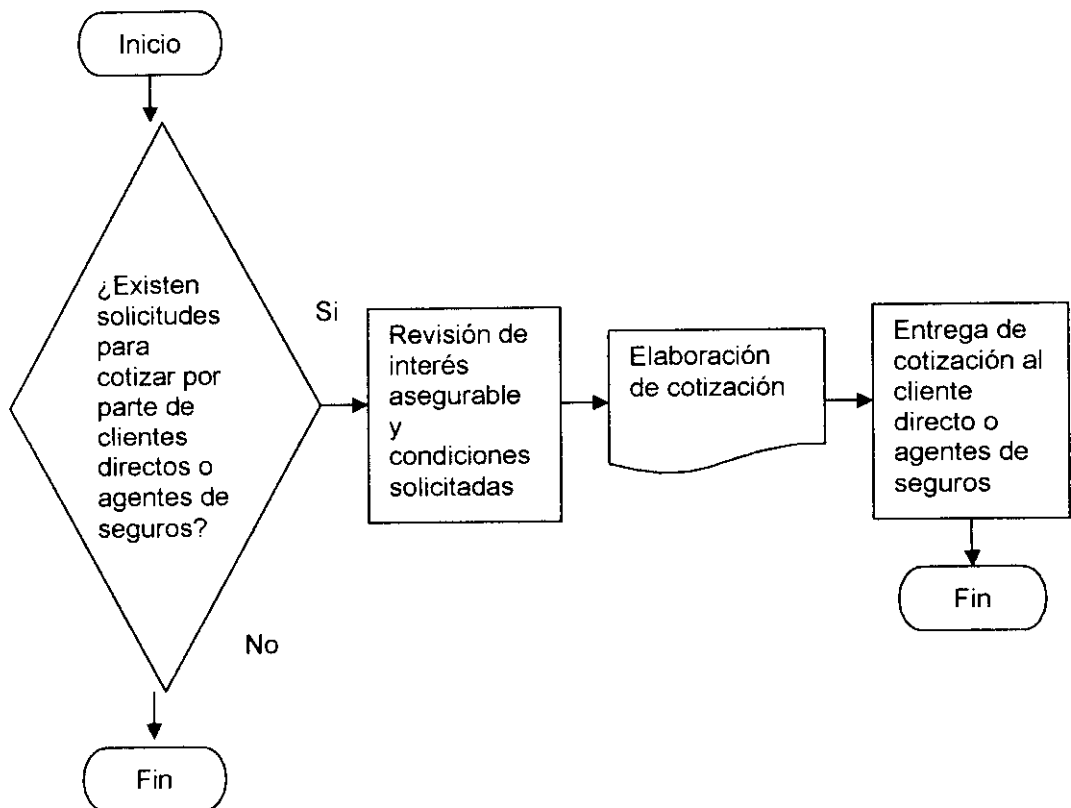 Inicio
¿Existen
solicitudes
para
cotizar por
parte de
clientes
directos o
agentes de
seguros?
Si
Revisión de
interés
asegurable
y
condiciones
solicitadas
Elaboración
de cotización
Entrega de
cotización al
cliente
directo o
agentes de
seguros
Fin
No
Fin